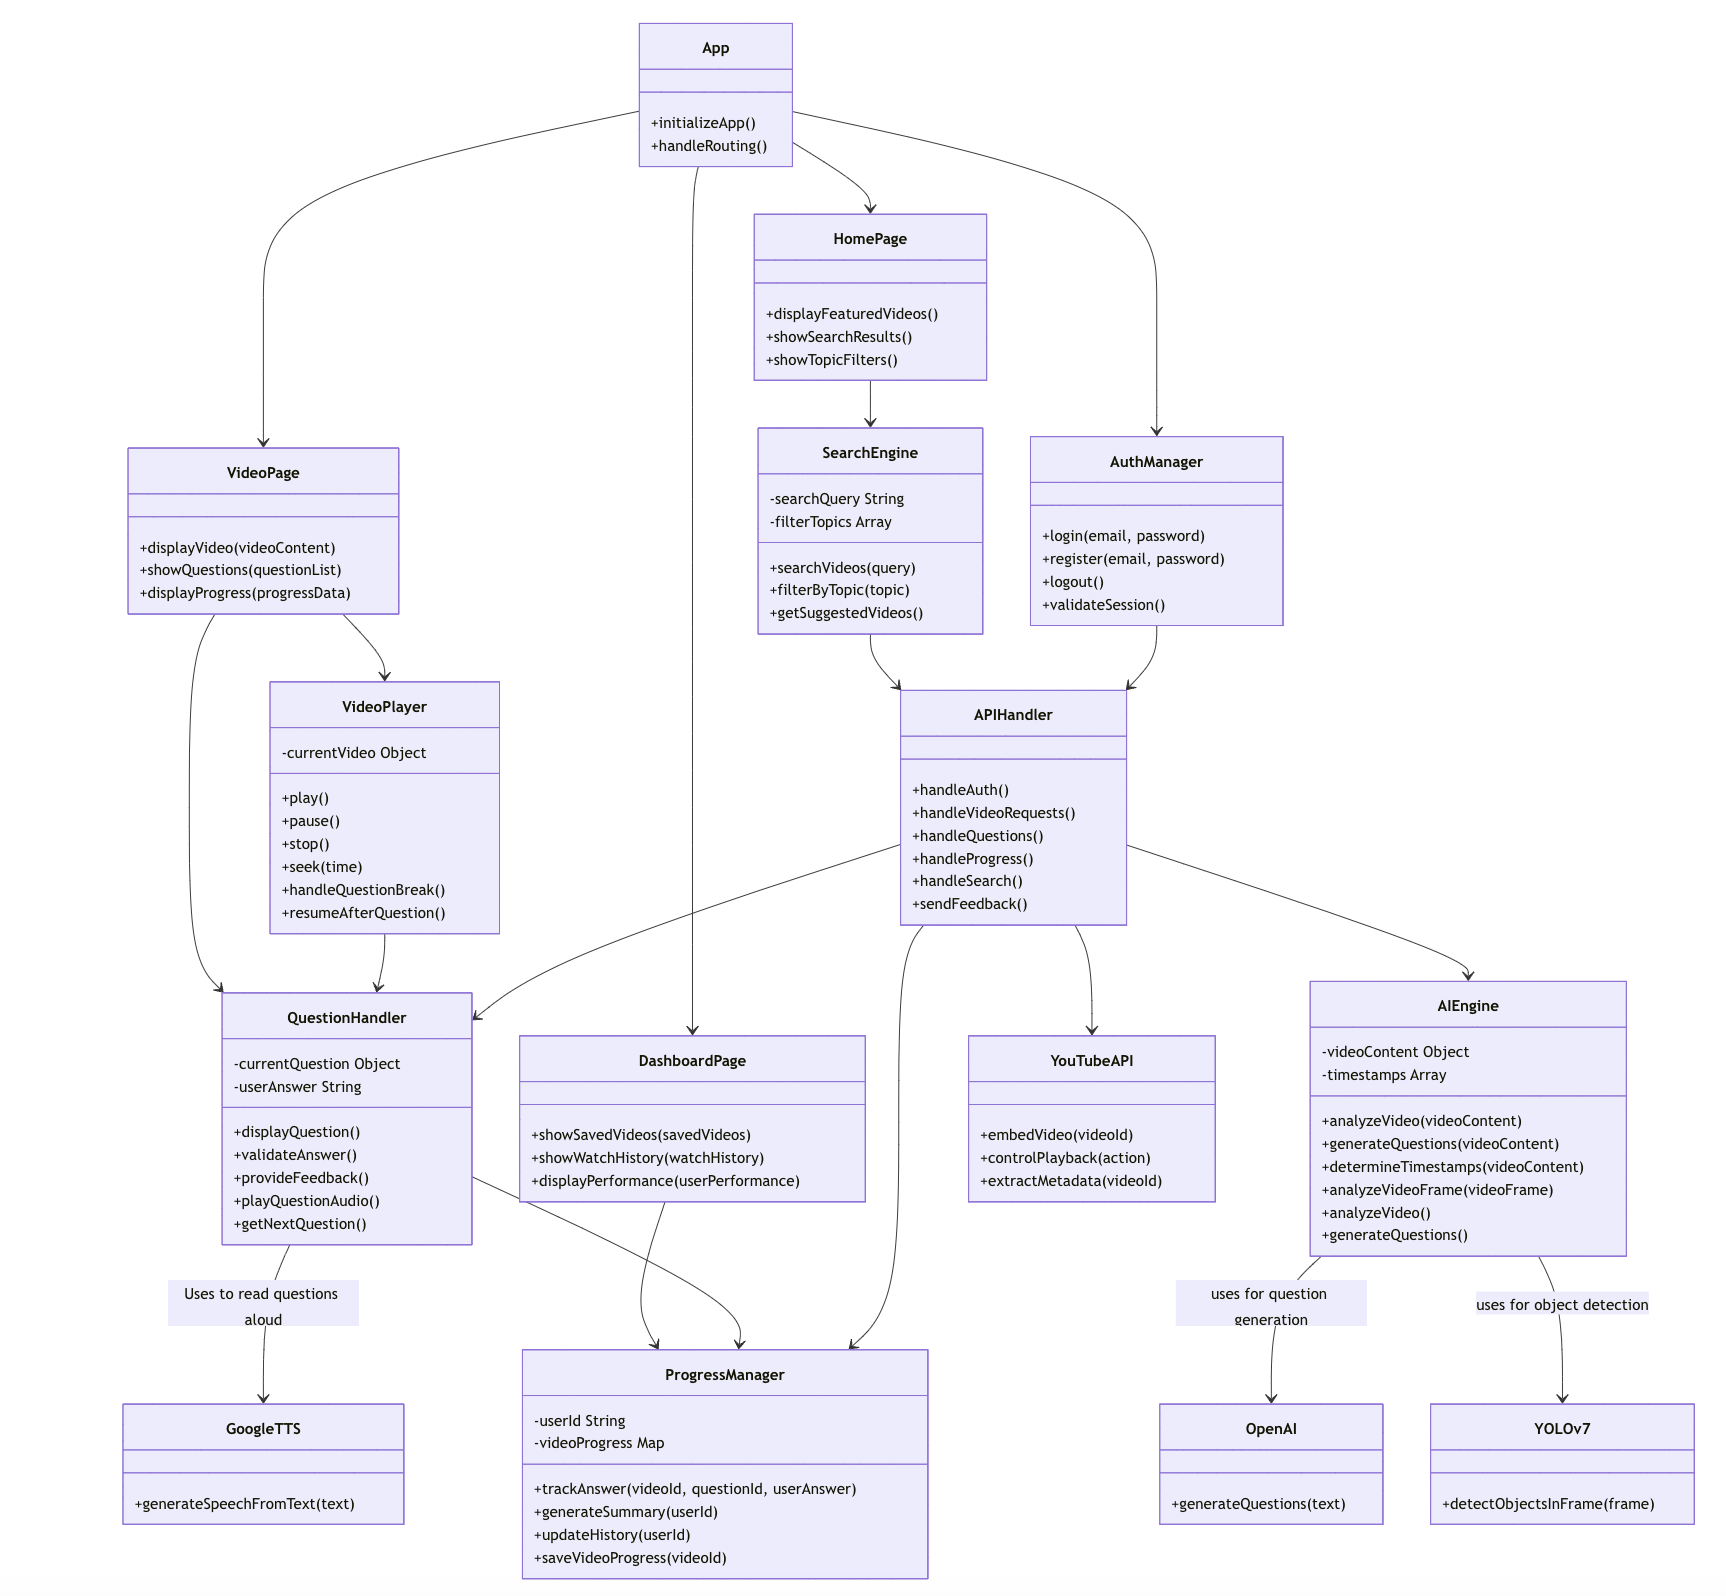 App
+initializeApp()
+handleRouting()
HomePage
+displayFeaturedVideos()
+showSearchResults()
+showTopicFilters()
VideoPage
+displayVideo(videoContent)
+showQuestions(questionList)
+displayProgress(progressData)
SearchEngine
-searchQuery String
-filterTopics Array
+searchVideos(query)
+filterByTopic(topic)
+getSuggestedVideos()
AuthManager
+login(email, password)
+register(email, password)
+logout()
+validateSession()
VideoPlayer
-currentVideo Object
+play()
+pause()
+stop()
+seek(time)
+handleQuestionBreak()
+resumeAfterQuestion()
APIHandler
+handleAuth()
+handleVideoRequests()
+handleQuestions()
+handleProgress()
+handleSearch()
+sendFeedback()
QuestionHandler
-currentQuestion Object
-userAnswer String
+displayQuestion()
+validateAnswer()
+provideFeedback()
+playQuestionAudio()
+getNextQuestion()
DashboardPage
+showSavedVideos(savedVideos)
+showWatchHistory(watchHistory)
+displayPerformance(userPerformance)
YouTubeAPI
+embedVideo(videoId)
+controlPlayback(action)
+extractMetadata(videoId)
AIEngine
-videoContent Object
-timestamps Array
+analyzeVideo(videoContent)
+generateQuestions(videoContent)
+determineTimestamps(videoContent)
+analyzeVideoFrame(videoFrame)
+analyzeVideo()
+generateQuestions()
Uses to read questions
aloud
uses for question
generation
uses for object detection
GoogleTTS
+generateSpeechFromText(text)
ProgressManager
-userId String
-videoProgress Map
+trackAnswer(videoId, questionId, userAnswer)
+generateSummary(userId)
+updateHistory(userId)
+saveVideoProgress(videoId)
OpenAI
+generateQuestions(text)
YOLOv7
+detectObjectsInFrame(frame)